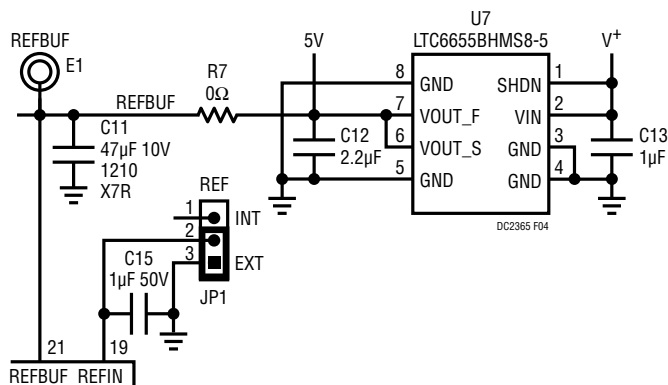 REFBUF
E1
REFBUF
R7
0Ω
5V
U7
LTC6655BHMS8-5
V+
8
GND
SHDN
1
7
VOUT_F
VIN
2
6
VOUT_S
GND
3
5
GND
GND
4
C11
47µF 10V
1210
X7R
C12
2.2µF
C13
1µF
DC2365 F04
REF
1
INT
2
3
EXT
JP1
C15
1µF 50V
21
19
REFBUF
REFIN